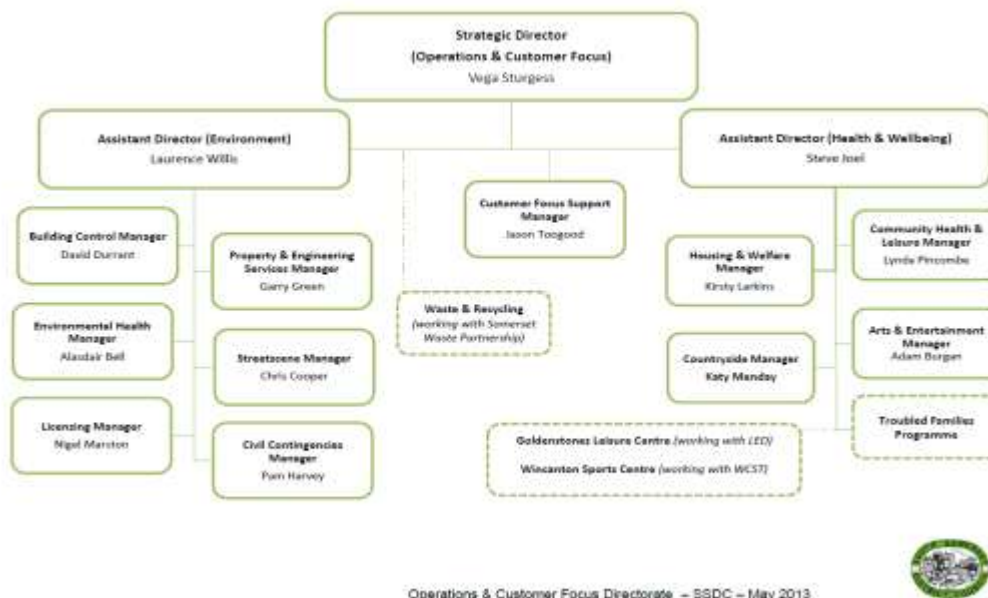 Strategic Director
(Operations & Customer Focus)
Vega Sturgess
Assistant Director (Environment)
Laurence Willis
Assistant Director (Health & Wellbeing)
Steve Joel
Customer Focus Support
Manager
Jason Toogood
Building Control Manager
David Durrant
Property & Engineering
Services Manager
Garry Green
Housing & Welfare
Manager
Kirsty Larkins
Community Health &
Leisure Manager
Lynda Pincombe
Waste & Recycling
(working with Somerset
Waste Partnership)
Environmental Health
Manager
Alasdair Bell
Streetscene Manager
Chris Cooper
Countryside Manager
Katy Menday
Arts & Entertainment
Manager
Adam Burgan
Licensing Manager
Nigel Marston
Civil Contingencies
Manager
Pam Harvey
Goldenstones Leisure Centre (working with LED)
Wincanton Sports Centre (working with WCST)
Troubled Families
Programme
Operations & Customer Focus Directorate – SSDC – May 2013